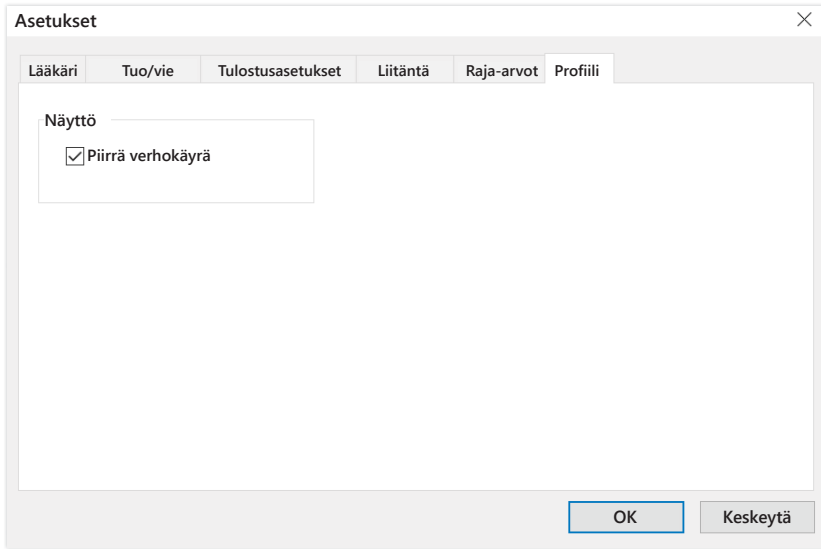 Asetukset
Lääkäri Tuo/vie Tulostusasetukset Liitäntä Raja-arvot Profiili
Näyttö
Piirrä verhokäyrä
OK Keskeytä